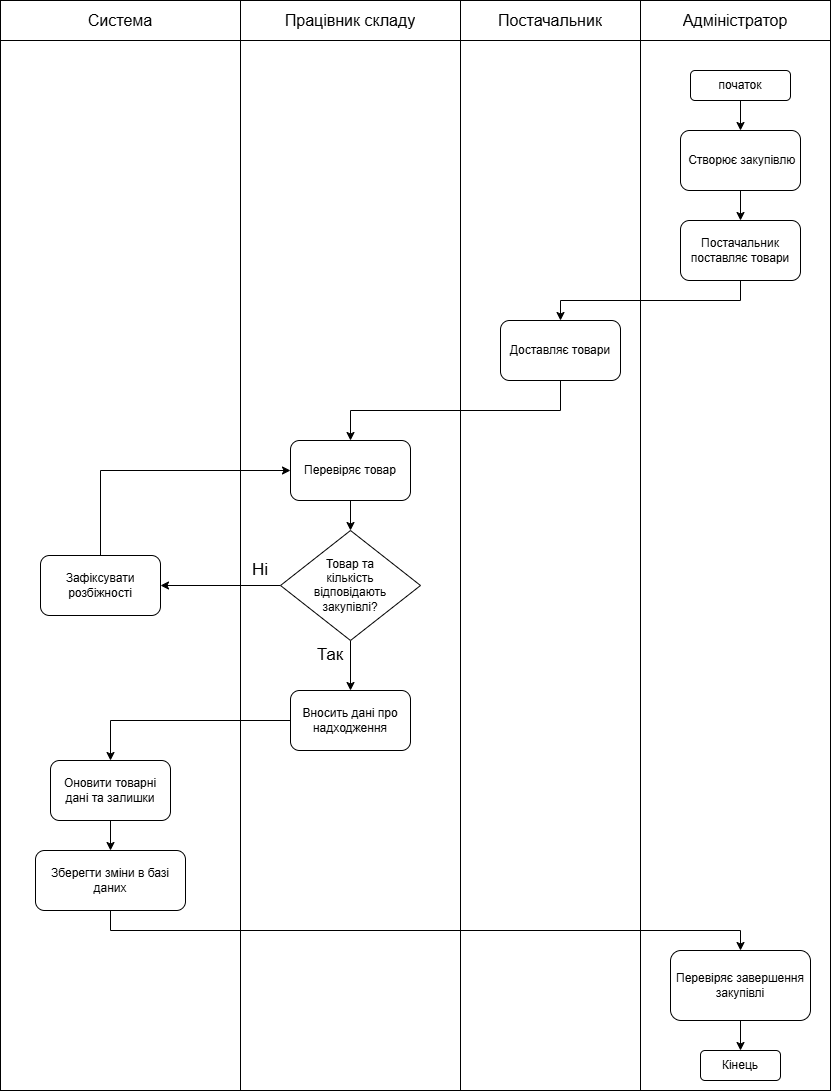 Система
Працівник складу
Постачальник
Адміністратор
початок
Створює закупівлю
Постачальник
поставляє товари
Доставляє товари
Перевіряє товар
Товар та
кількість
відповідають
закупівлі?
Ні
Зафіксувати
розбіжності
Так
Вносить дані про
надходження
Оновити товарні
дані та залишки
Зберегти зміни в базі
даних
Перевіряє завершення
закупівлі
Кінець